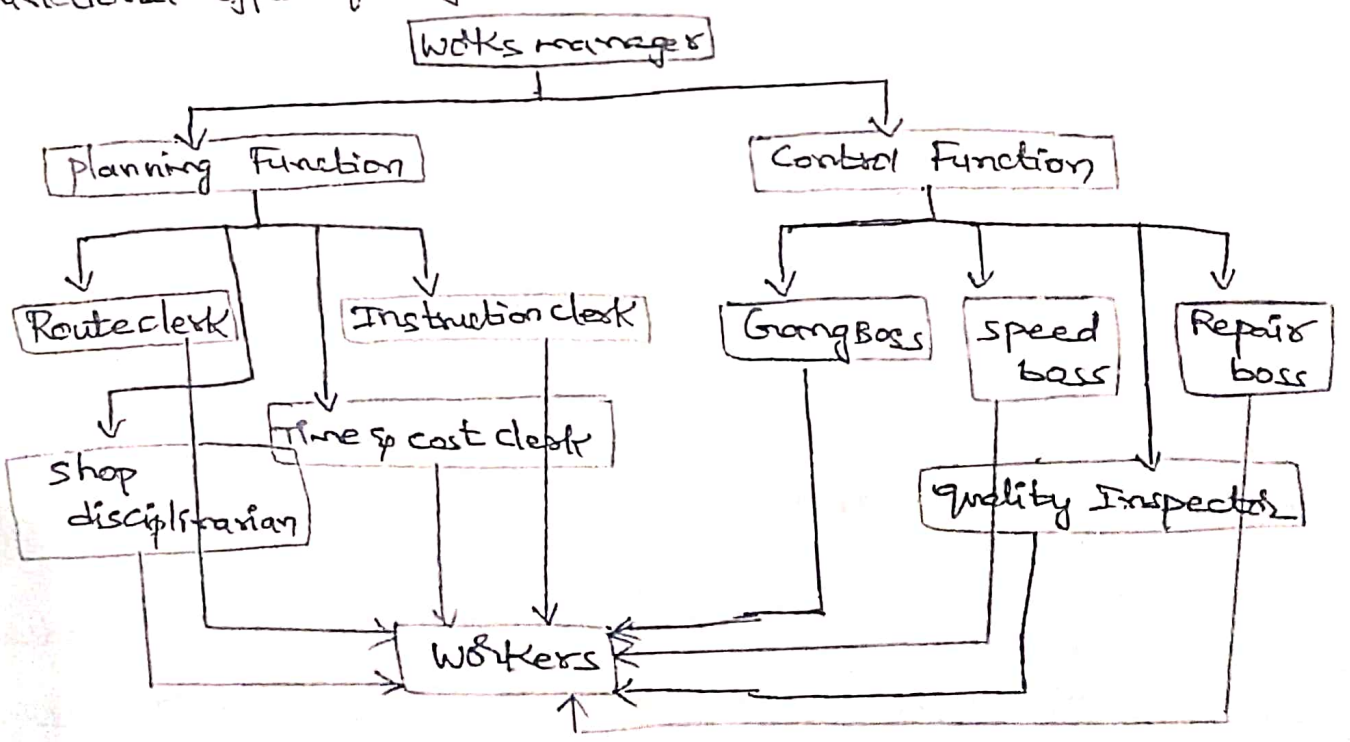 Works manager
Planning Function
Control Function
Route clerk
Instruction clerk
Gang Boss
speed
boss
Repair
boss
Time & cost clerk
Shop
disciplinarian
Quality Inspector
Workers